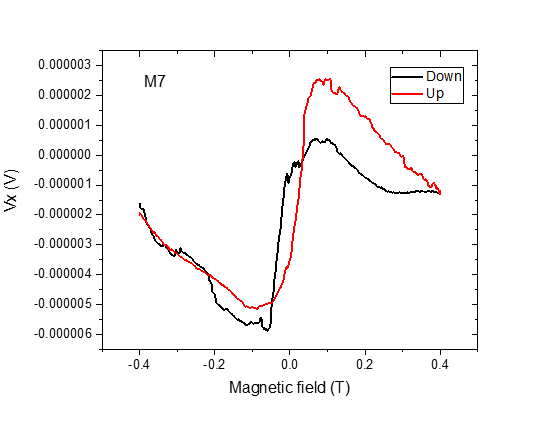 M7
Down
Up
0.000003
0.000002
0.000001
0.000000
-0.000001
-0.000002
-0.000003
-0.000004
-0.000005
-0.000006
Vx (V)
-0.4 -0.2 0.0 0.2 0.4
Magnetic field (T)